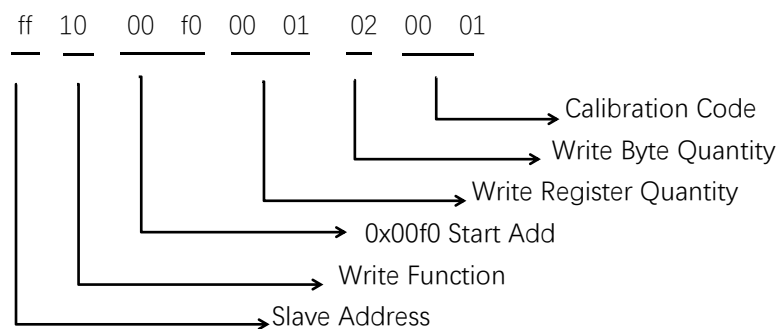 ff 10 00 f0 00 01 02 00 01
Calibration Code
Write Byte Quantity
Write Register Quantity
0x00f0 Start Add
Write Function
Slave Address